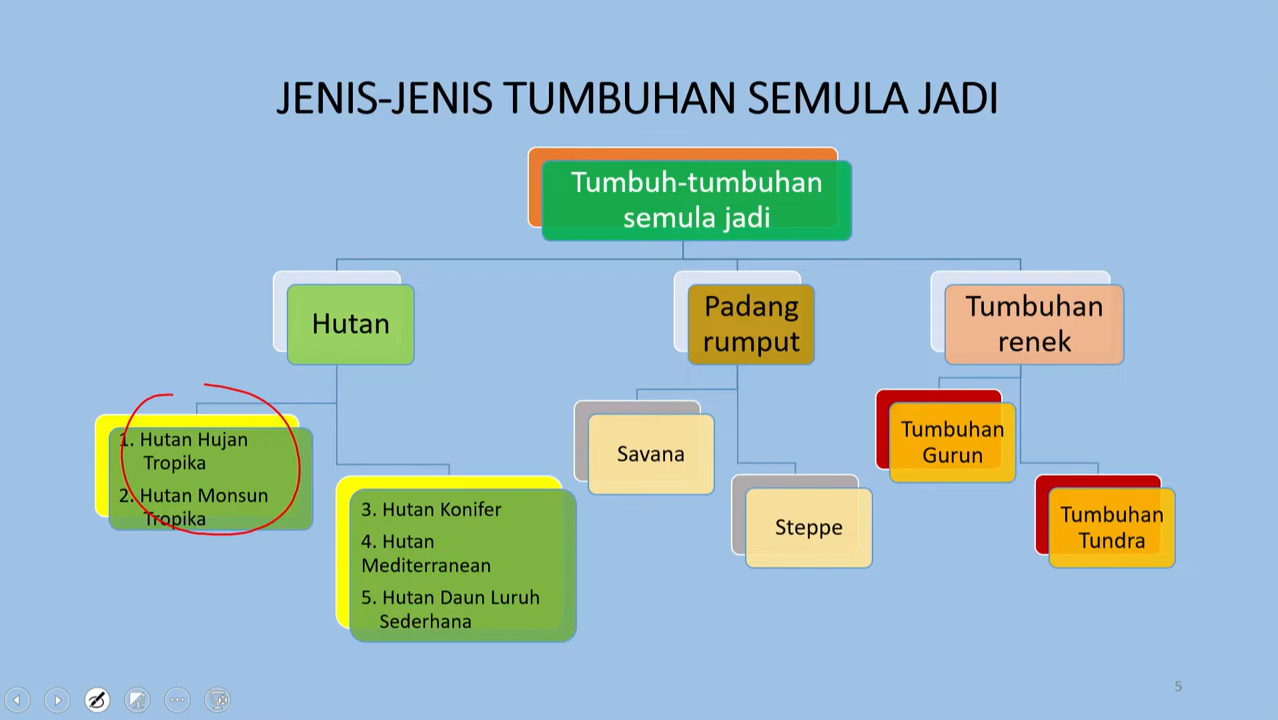 JENIS-JENIS TUMBUHAN SEMULA JADI
Tumbuh-tumbuhan
semula jadi
Hutan
Padang
rumput
Tumbuhan
renek
1. Hutan Hujan
Tropika
2. Hutan Monsun
Tropika
3. Hutan Konifer
4. Hutan
Mediterranean
5. Hutan Daun Luruh
Sederhana
Savana
Steppe
Tumbuhan
Gurun
Tumbuhan
Tundra
5